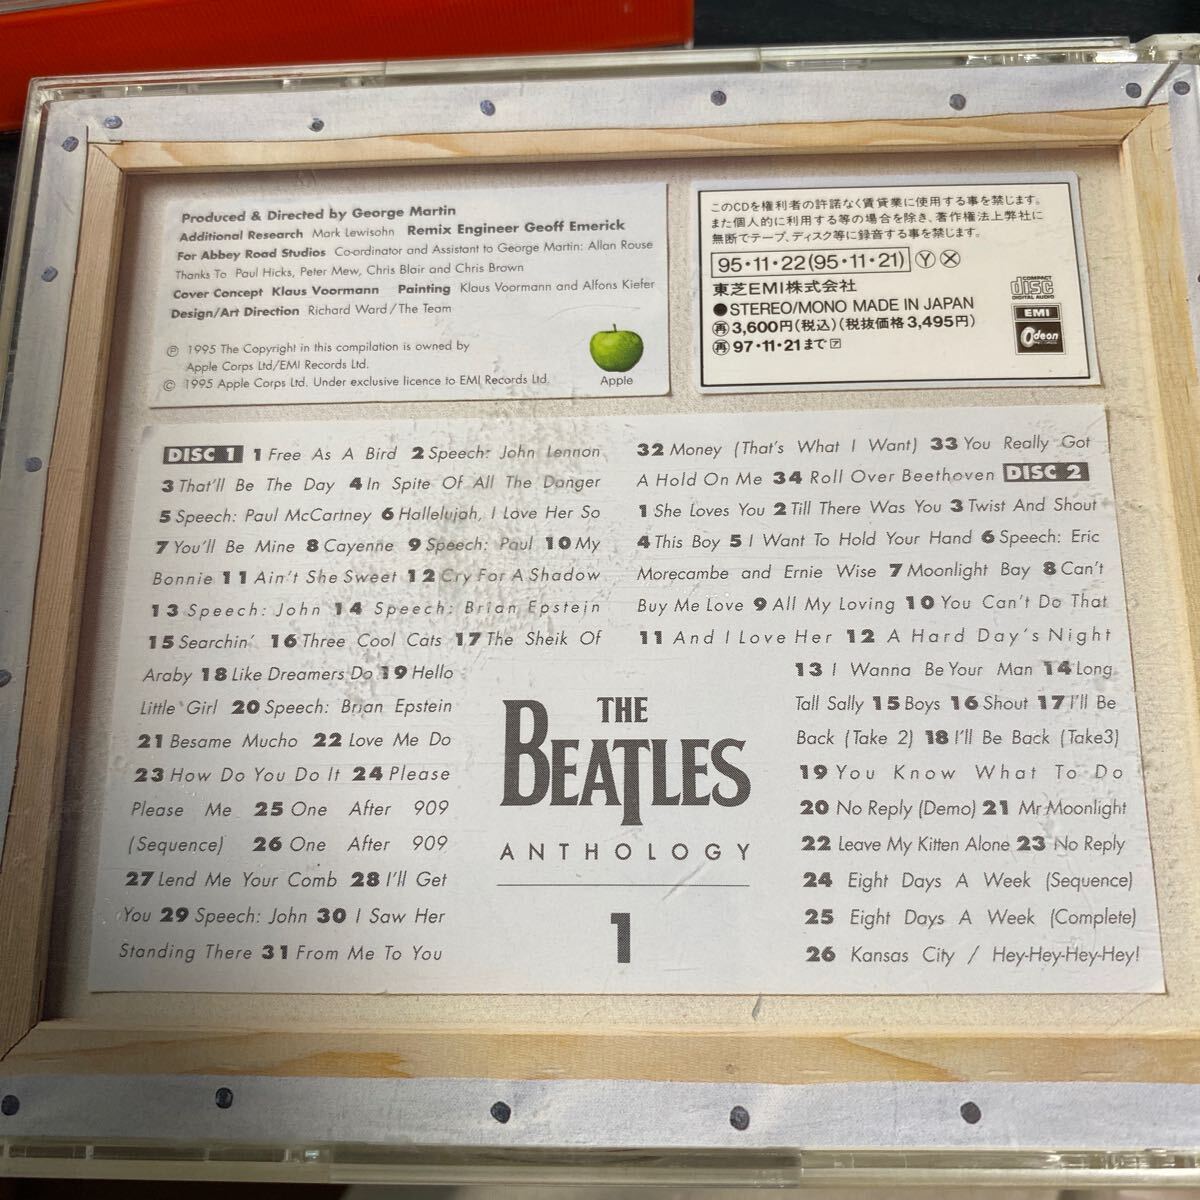 Produced & Directed by George Martin
Additional Research Mark Lewisohn Remix Engineer Geoff Emerick
For Abbey Road Studios Co-ordinator and Assistant to George Martin: Allan Rouse
Thanks To Paul Hicks, Peter Mew, Chris Blair and Chris Brown
Cover Concept Klaus Voormann Painting Klaus Voormann and Alfons Kiefer
Design/Art Direction Richard Ward/The Team
℗ 1995 The Copyright in this compilation is owned by
Apple Corps Ltd/EMI Records Ltd.
© 1995 Apple Corps Ltd. Under exclusive licence to EMI Records Ltd.
Apple
このCDを権利者の許諾なく賃貸業に使用する事を禁じます。
また個人的に利用する等の場合を除き、著作権法上弊社に
無断でテープ、ディスク等に録音する事を禁じます。
95・11・22(95・11・21) Ⓨ Ⓧ
東芝EMI株式会社
●STEREO/MONO MADE IN JAPAN
再3,600円(税込)(税抜価格3,495円)
再97・11・21まで ア
COMPACT
disc
DIGITAL AUDIO
EMI
Odeon
DISC 1 1 Free As A Bird 2 Speech: John Lennon
3 That'll Be The Day 4 In Spite Of All The Danger
5 Speech: Paul McCartney 6 Hallelujah, I Love Her So
7 You'll Be Mine 8 Cayenne 9 Speech: Paul 10 My
Bonnie 11 Ain't She Sweet 12 Cry For A Shadow
13 Speech: John 14 Speech: Brian Epstein
15 Searchin' 16 Three Cool Cats 17 The Sheik Of
Araby 18 Like Dreamers Do 19 Hello
Little Girl 20 Speech: Brian Epstein
21 Besame Mucho 22 Love Me Do
23 How Do You Do It 24 Please
Please Me 25 One After 909
(Sequence) 26 One After 909
27 Lend Me Your Comb 28 I'll Get
You 29 Speech: John 30 I Saw Her
Standing There 31 From Me To You
32 Money (That's What I Want) 33 You Really Got
A Hold On Me 34 Roll Over Beethoven DISC 2
1 She Loves You 2 Till There Was You 3 Twist And Shout
4 This Boy 5 I Want To Hold Your Hand 6 Speech: Eric
Morecambe and Ernie Wise 7 Moonlight Bay 8 Can't
Buy Me Love 9 All My Loving 10 You Can't Do That
11 And I Love Her 12 A Hard Day's Night
13 I Wanna Be Your Man 14 Long
Tall Sally 15 Boys 16 Shout 17 I'll Be
Back (Take 2) 18 I'll Be Back (Take3)
19 You Know What To Do
20 No Reply (Demo) 21 Mr Moonlight
22 Leave My Kitten Alone 23 No Reply
24 Eight Days A Week (Sequence)
25 Eight Days A Week (Complete)
26 Kansas City / Hey-Hey-Hey-Hey!
THE
BEATLES
ANTHOLOGY
1